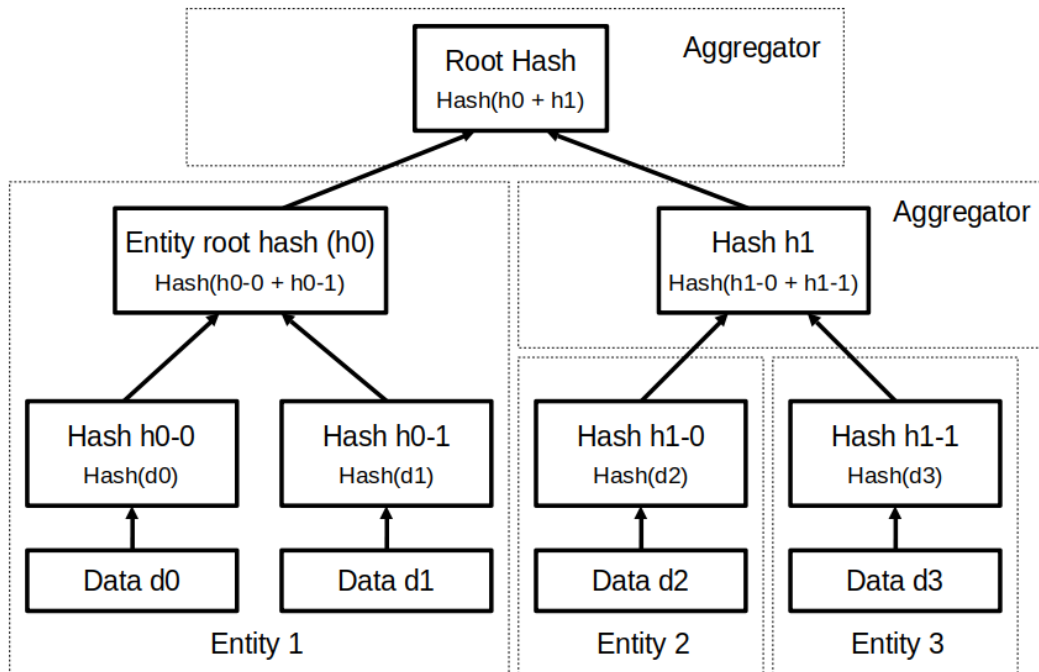 Root Hash
Hash(h0 + h1)
Aggregator
Entity root hash (h0)
Hash(h0-0 + h0-1)
Hash h1
Hash(h1-0 + h1-1)
Aggregator
Hash h0-0
Hash(d0)
Hash h0-1
Hash(d1)
Hash h1-0
Hash(d2)
Hash h1-1
Hash(d3)
Data d0
Data d1
Data d2
Data d3
Entity 1
Entity 2
Entity 3